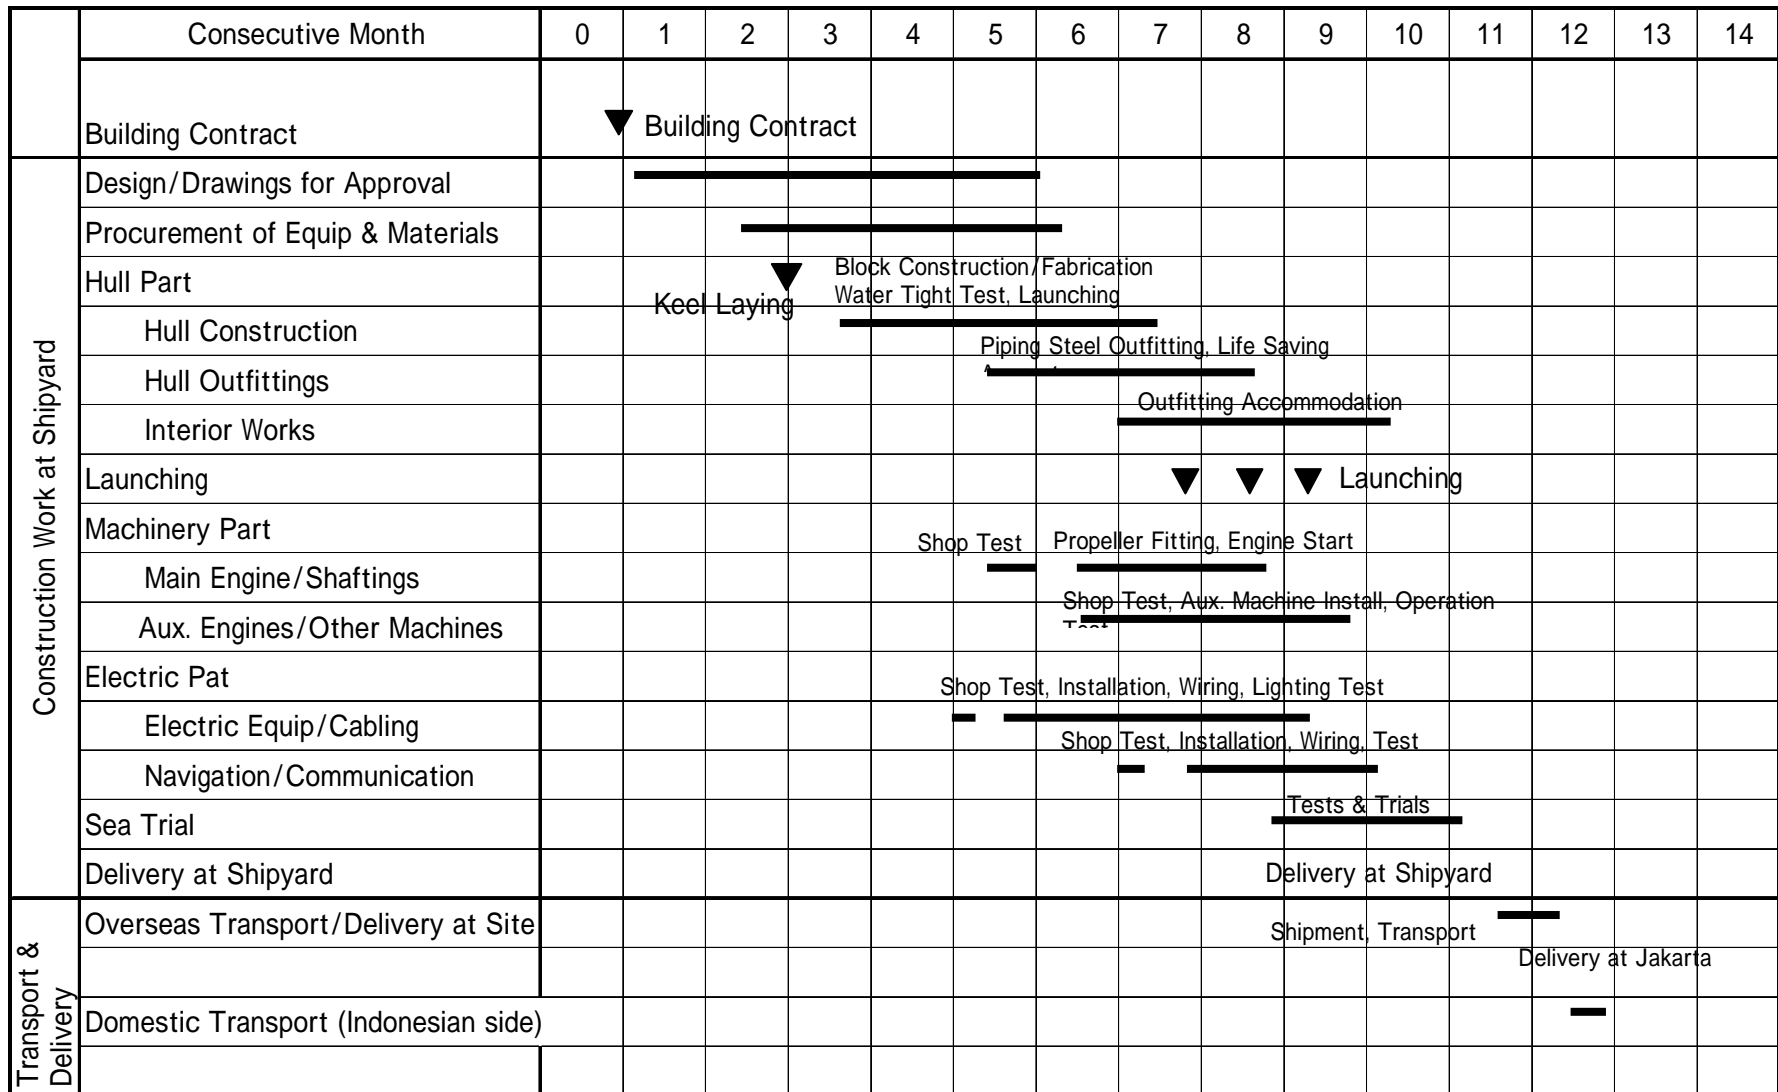 Consecutive Month 0 1 2 3 4 5 6 7 8 9 10 11 12 13 14
Building Contract
Building Contract
Construction Work at Shipyard
Design/Drawings for Approval
Procurement of Equip & Materials
Hull Part
Keel Laying
Block Construction/Fabrication
Water Tight Test, Launching
Hull Construction
Piping Steel Outfitting, Life Saving
Hull Outfittings
Outfitting Accommodation
Interior Works
Launching
Launching
Machinery Part
Shop Test
Propeller Fitting, Engine Start
Main Engine/Shaftings
Shop Test, Aux. Machine Install, Operation
Test
Aux. Engines/Other Machines
Electric Pat
Shop Test, Installation, Wiring, Lighting Test
Electric Equip/Cabling
Shop Test, Installation, Wiring, Test
Navigation/Communication
Tests & Trials
Sea Trial
Delivery at Shipyard
Delivery at Shipyard
Transport &
Delivery
Overseas Transport/Delivery at Site
Shipment, Transport
Delivery at Jakarta
Domestic Transport (Indonesian side)